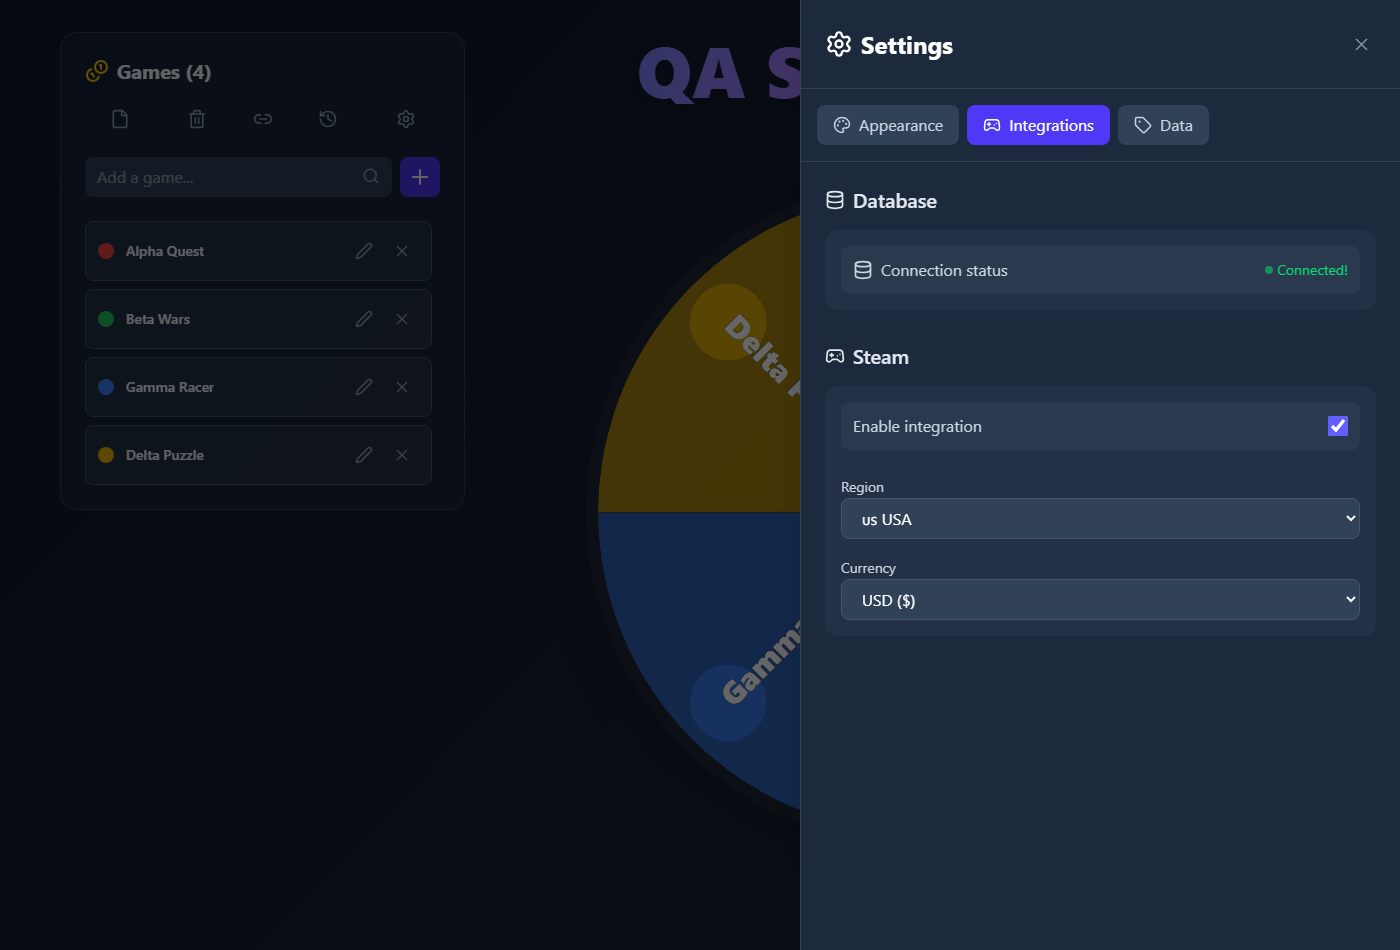 Games (4)
Add a game...
Alpha Quest
Beta Wars
Gamma Racer
Delta Puzzle
QA S
Delta
Gamma
Settings
Appearance
Integrations
Data
Database
Connection status
Connected!
Steam
Enable integration
Region
us USA
Currency
USD ($)